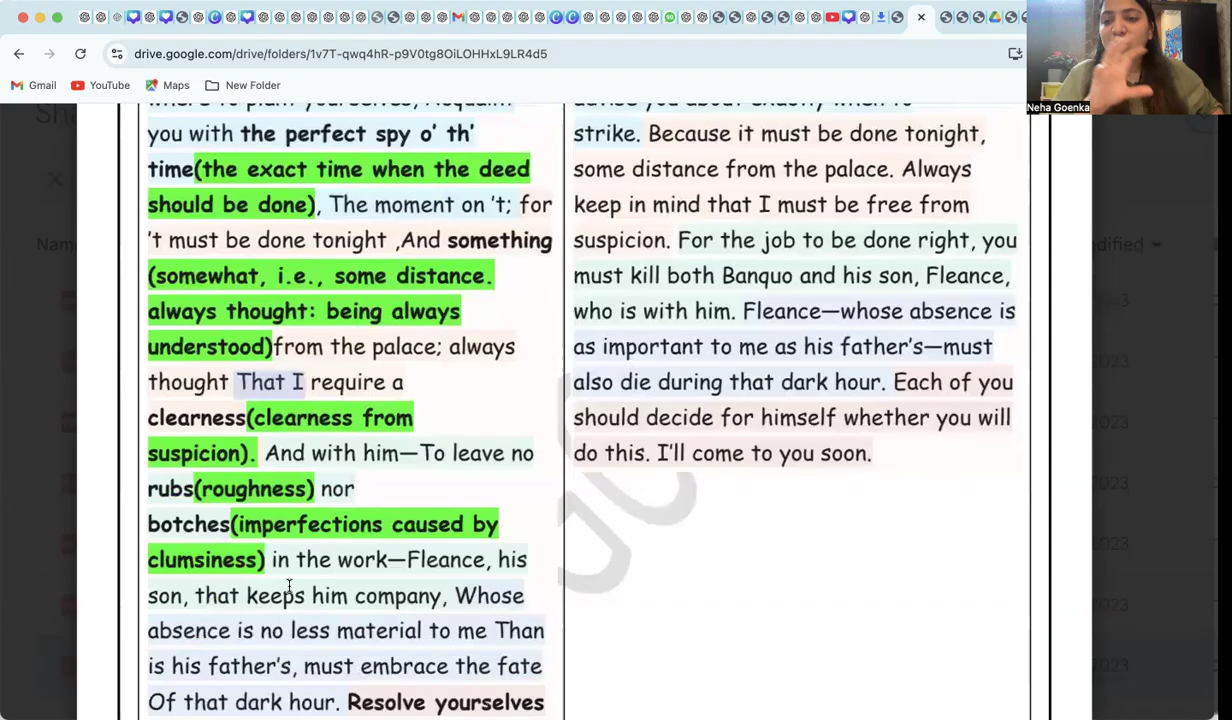 drive.google.com/drive/folders/1v7T-qwq4hR-p9V0tg8OiLOHHxL9LR4d5
Gmail
YouTube
Maps
New Folder
Neha Goenka
you with the perfect spy o' th'
time(the exact time when the deed
should be done), The moment on 't; for
't must be done tonight ,And something
(somewhat, i.e., some distance.
always thought: being always
understood)from the palace; always
thought That I require a
clearness(clearness from
suspicion). And with him—To leave no
rubs(roughness) nor
botches(imperfections caused by
clumsiness) in the work—Fleance, his
son, that keeps him company, Whose
absence is no less material to me Than
is his father's, must embrace the fate
Of that dark hour. Resolve yourselves
strike. Because it must be done tonight,
some distance from the palace. Always
keep in mind that I must be free from
suspicion. For the job to be done right, you
must kill both Banquo and his son, Fleance,
who is with him. Fleance—whose absence is
as important to me as his father's—must
also die during that dark hour. Each of you
should decide for himself whether you will
do this. I'll come to you soon.